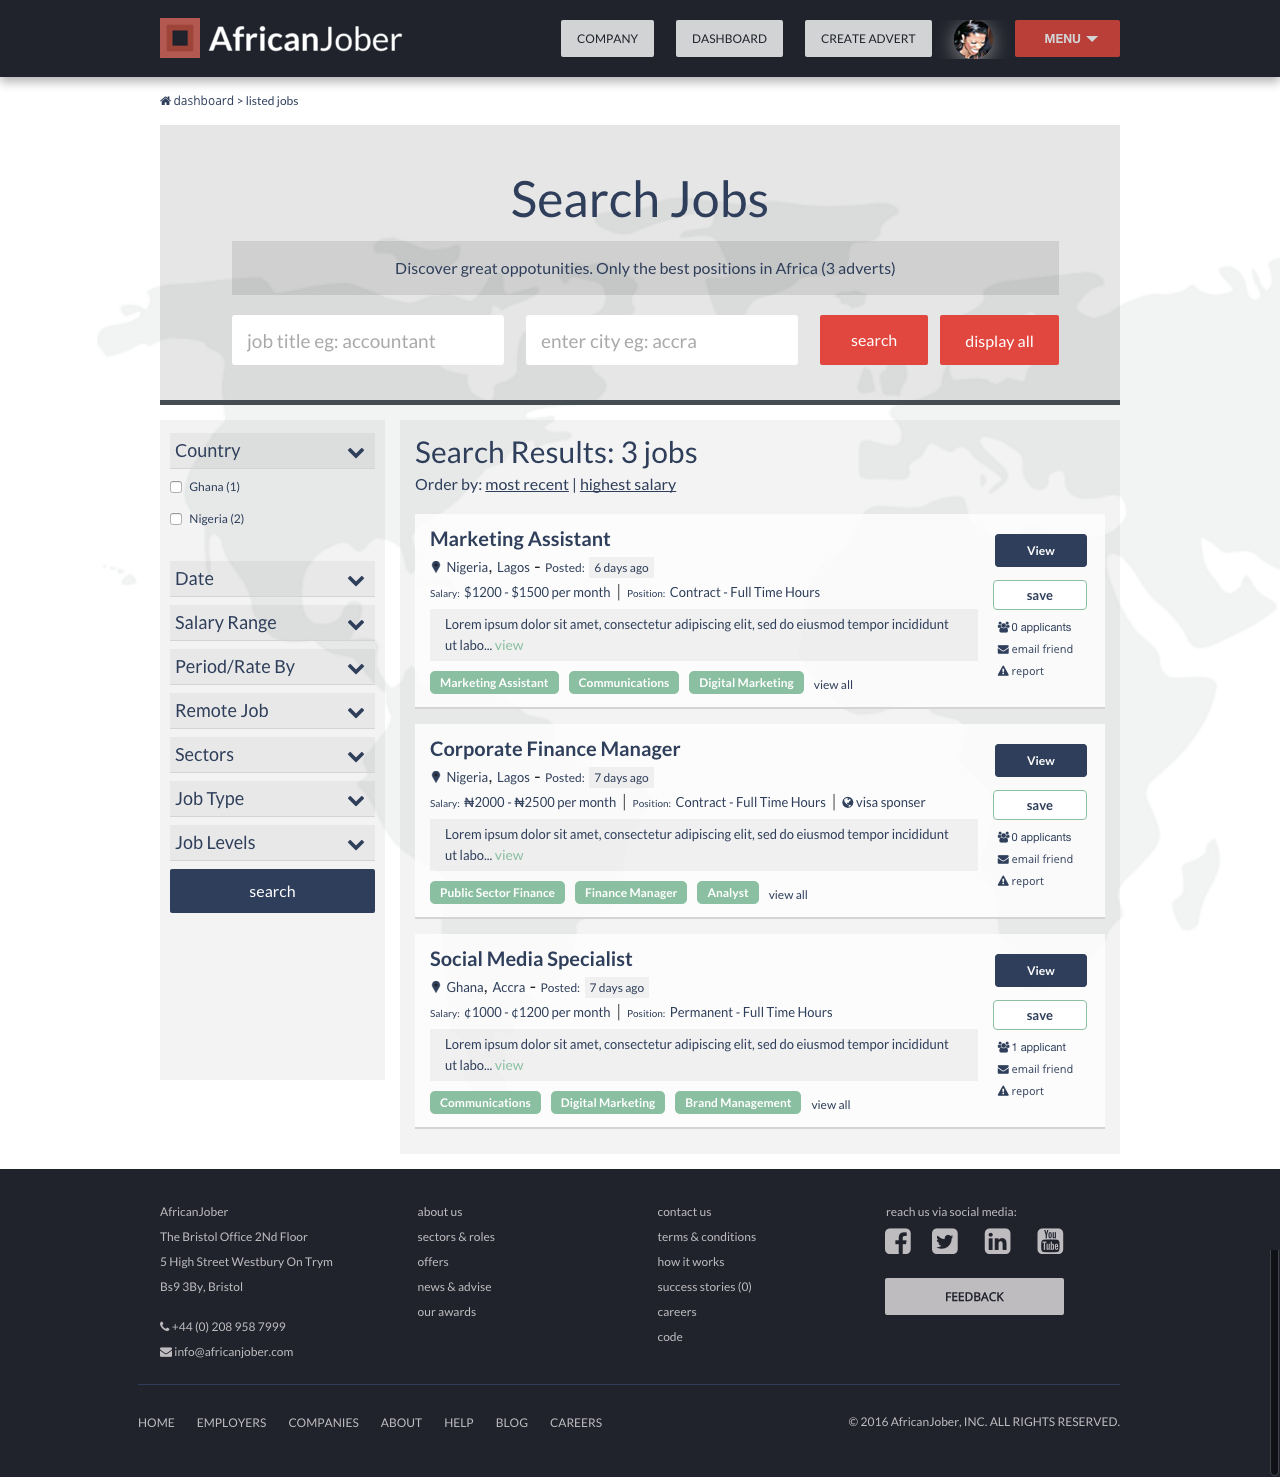 AfricanJober
COMPANY
DASHBOARD
CREATE ADVERT
MENU
dashboard > listed jobs
Search Jobs
Discover great oppotunities. Only the best positions in Africa (3 adverts)
job title eg: accountant
enter city eg: accra
search
display all
Country
Ghana (1)
Nigeria (2)
Date
Salary Range
Period/Rate By
Remote Job
Sectors
Job Type
Job Levels
search
Search Results: 3 jobs
Order by: most recent | highest salary
Marketing Assistant
Nigeria, Lagos - Posted: 6 days ago
Salary: $1200 - $1500 per month | Position: Contract - Full Time Hours
Lorem ipsum dolor sit amet, consectetur adipiscing elit, sed do eiusmod tempor incididunt
ut labo... view
Marketing Assistant
Communications
Digital Marketing
view all
View
save
0 applicants
email friend
report
Corporate Finance Manager
Nigeria, Lagos - Posted: 7 days ago
Salary: ₦2000 - ₦2500 per month | Position: Contract - Full Time Hours | visa sponser
Lorem ipsum dolor sit amet, consectetur adipiscing elit, sed do eiusmod tempor incididunt
ut labo... view
Public Sector Finance
Finance Manager
Analyst
view all
View
save
0 applicants
email friend
report
Social Media Specialist
Ghana, Accra - Posted: 7 days ago
Salary: ¢1000 - ¢1200 per month | Position: Permanent - Full Time Hours
Lorem ipsum dolor sit amet, consectetur adipiscing elit, sed do eiusmod tempor incididunt
ut labo... view
Communications
Digital Marketing
Brand Management
view all
View
save
1 applicant
email friend
report
AfricanJober
The Bristol Office 2Nd Floor
5 High Street Westbury On Trym
Bs9 3By, Bristol
+44 (0) 208 958 7999
info@africanjober.com
about us
sectors & roles
offers
news & advise
our awards
contact us
terms & conditions
how it works
success stories (0)
careers
code
reach us via social media:
You
Tube
FEEDBACK
HOME
EMPLOYERS
COMPANIES
ABOUT
HELP
BLOG
CAREERS
© 2016 AfricanJober, INC. ALL RIGHTS RESERVED.